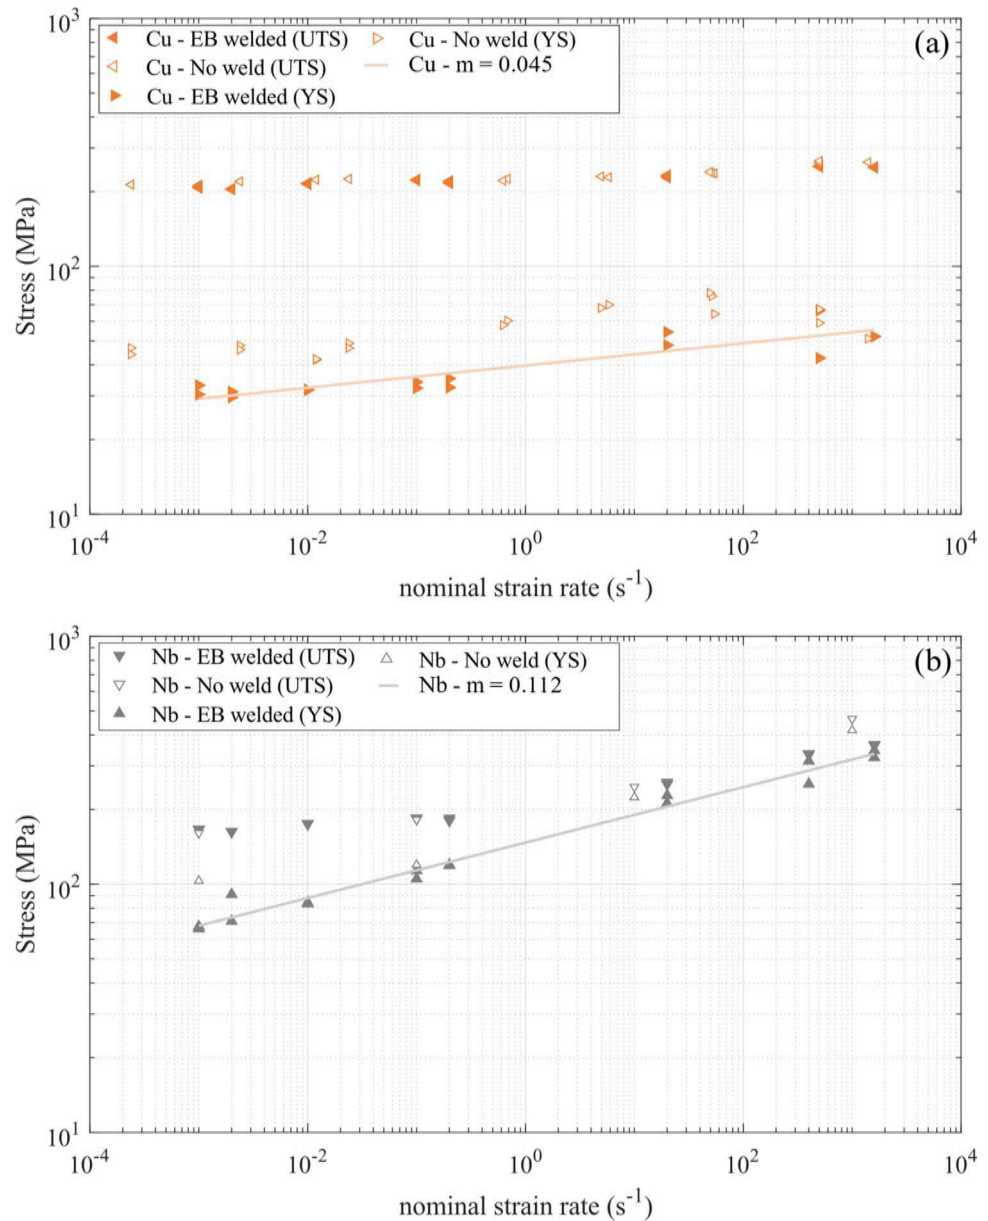 10³
Cu - EB welded (UTS)
Cu - No weld (YS)
(a)
Cu - No weld (UTS)
Cu - m = 0.045
Cu - EB welded (YS)
Stress (MPa)
10²
10¹
10⁻⁴
10⁻²
10⁰
10²
10⁴
nominal strain rate (s⁻¹)
10³
Nb - EB welded (UTS)
Nb - No weld (YS)
(b)
Nb - No weld (UTS)
Nb - m = 0.112
Nb - EB welded (YS)
Stress (MPa)
10²
10¹
10⁻⁴
10⁻²
10⁰
10²
10⁴
nominal strain rate (s⁻¹)